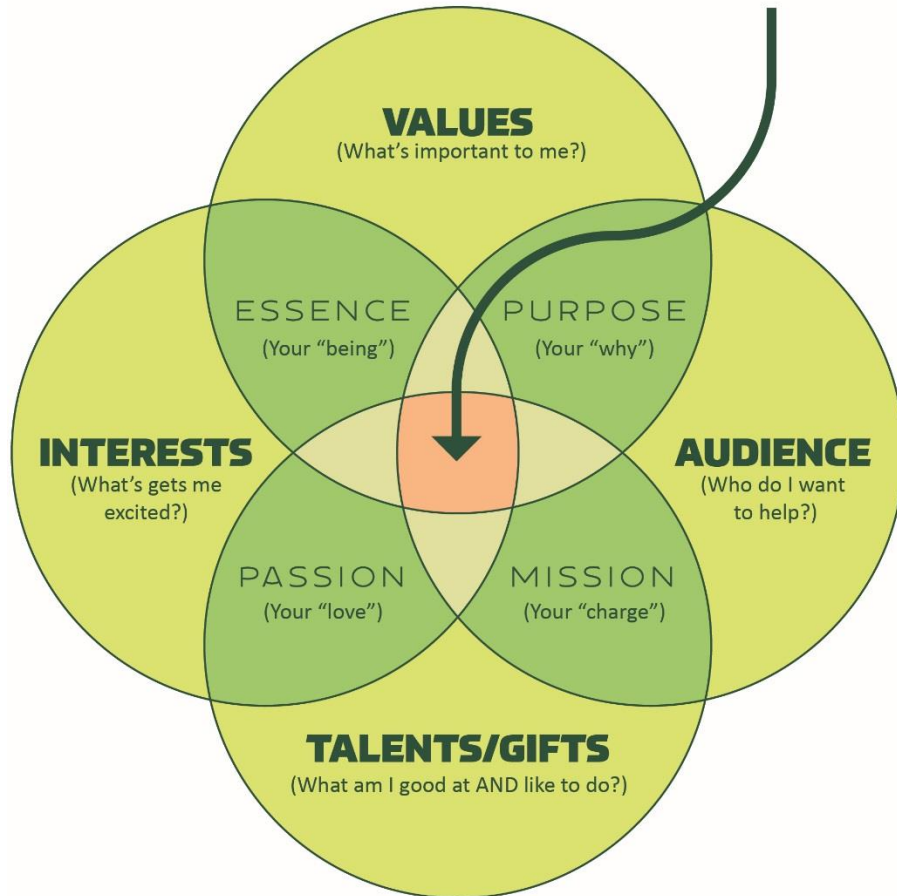 VALUES
(What's important to me?)
ESSENCE
(Your “being”)
PURPOSE
(Your “why”)
INTERESTS
(What's gets me
excited?)
AUDIENCE
(Who do I want
to help?)
PASSION
(Your “love”)
MISSION
(Your “charge”)
TALENTS/GIFTS
(What am I good at AND like to do?)